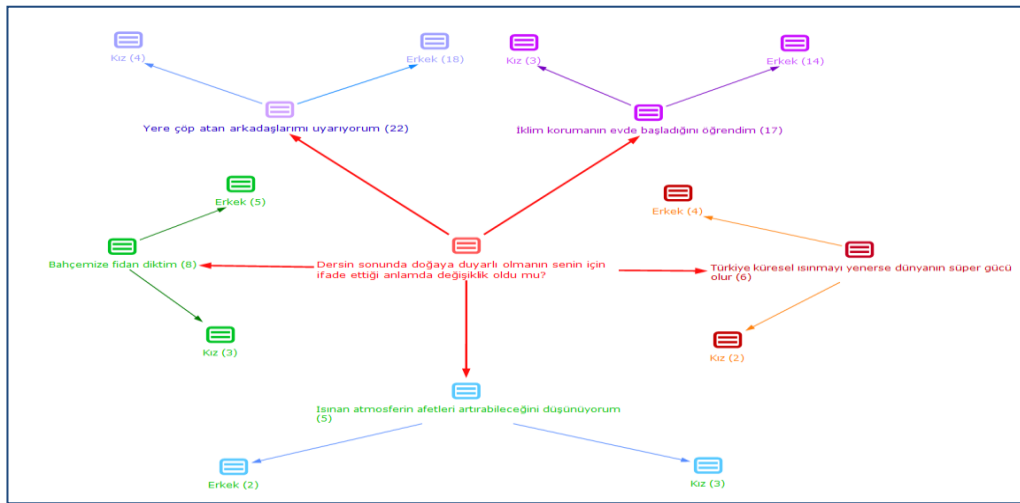 Kız (4)
Erkek (18)
Kız (3)
Erkek (14)
Yere çöp atan arkadaşlarımı uyarıyorum (22)
İklim korumanın evde başladığını öğrendim (17)
Erkek (5)
Erkek (4)
Bahçemize fidan diktim (8)
Dersin sonunda doğaya duyarlı olmanın senin için
ifade ettiği anlamda değişiklik oldu mu?
Türkiye küresel ısınmayı yenerse dünyanın süper gücü
olur (6)
Kız (3)
Kız (2)
Isınan atmosferin afetleri artırabileceğini düşünüyorum
(5)
Erkek (2)
Kız (3)